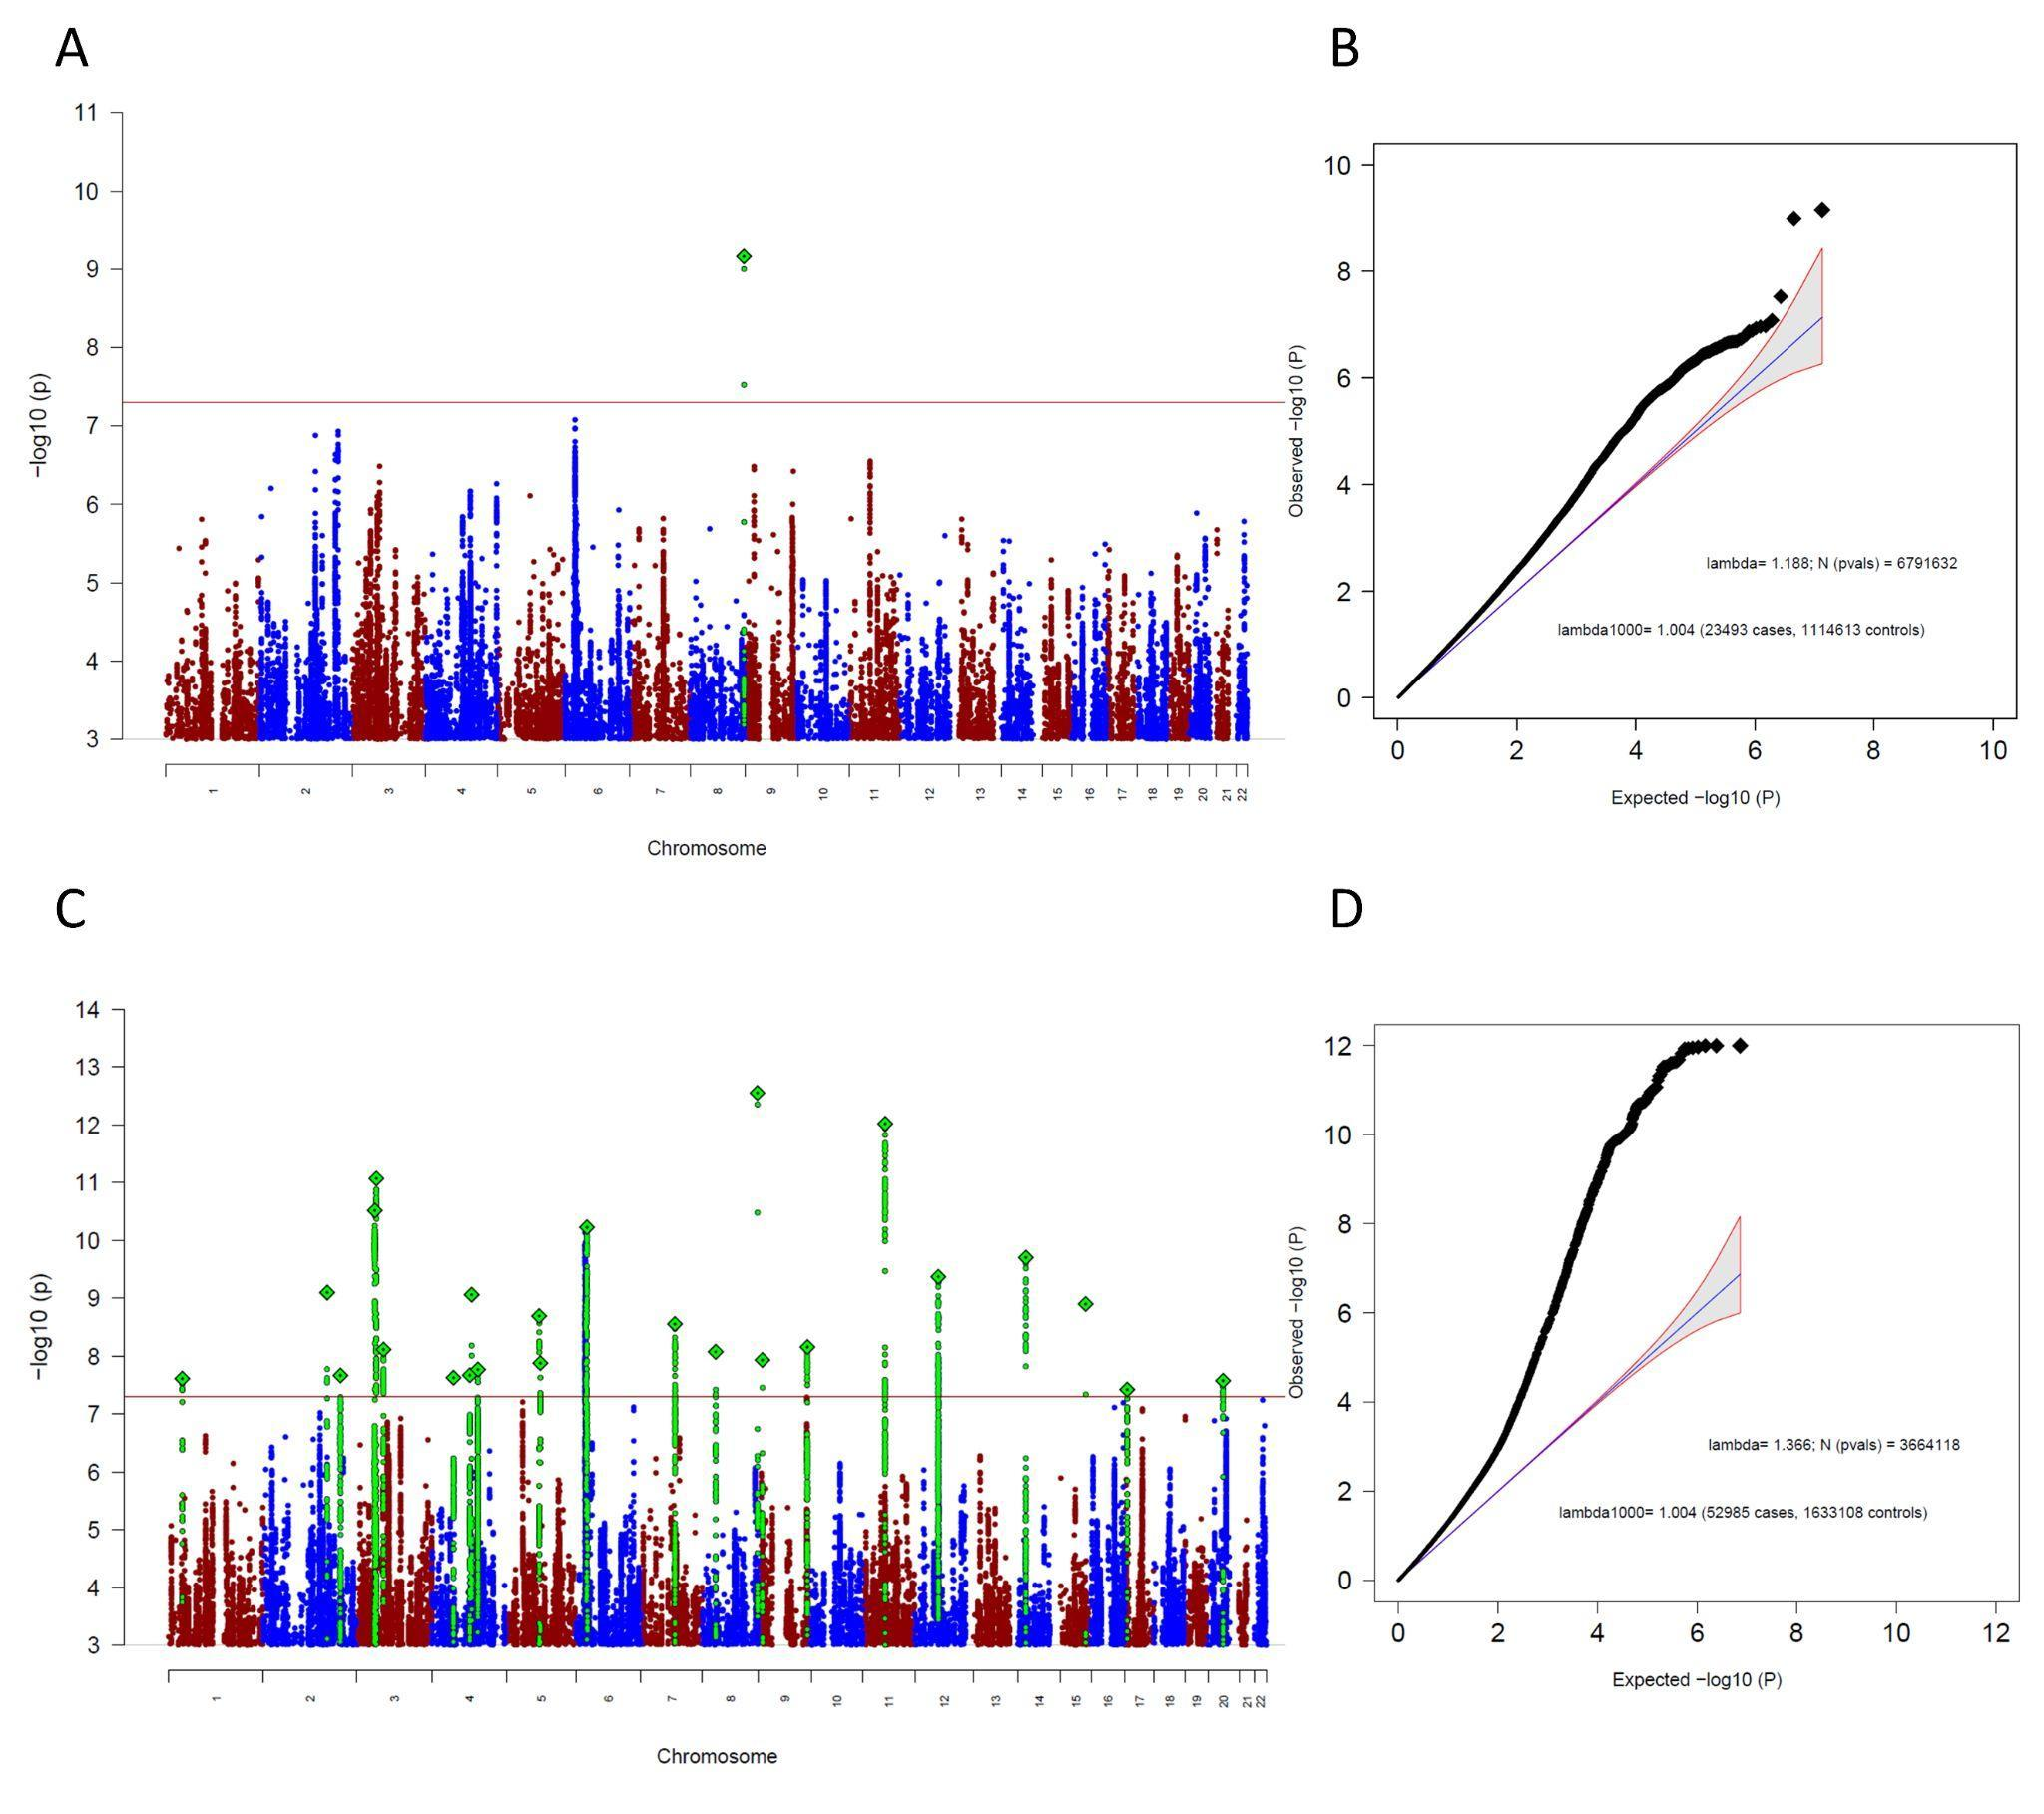 A
11
10
9
8
7
6
5
4
3
−log10 (p)
1 2 3 4 5 6 7 8 9 10 11 12 13 14 15 16 17 18 19 20 21 22
Chromosome
B
10
8
6
4
2
0
Observed −log10 (P)
lambda= 1.188; N (pvals) = 6791632
lambda1000= 1.004 (23493 cases, 1114613 controls)
0 2 4 6 8 10
Expected −log10 (P)
C
14
13
12
11
10
9
8
7
6
5
4
3
−log10 (p)
1 2 3 4 5 6 7 8 9 10 11 12 13 14 15 16 17 18 19 20 21 22
Chromosome
D
12
10
8
6
4
2
0
Observed −log10 (P)
lambda= 1.366; N (pvals) = 3664118
lambda1000= 1.004 (52985 cases, 1633108 controls)
0 2 4 6 8 10 12
Expected −log10 (P)